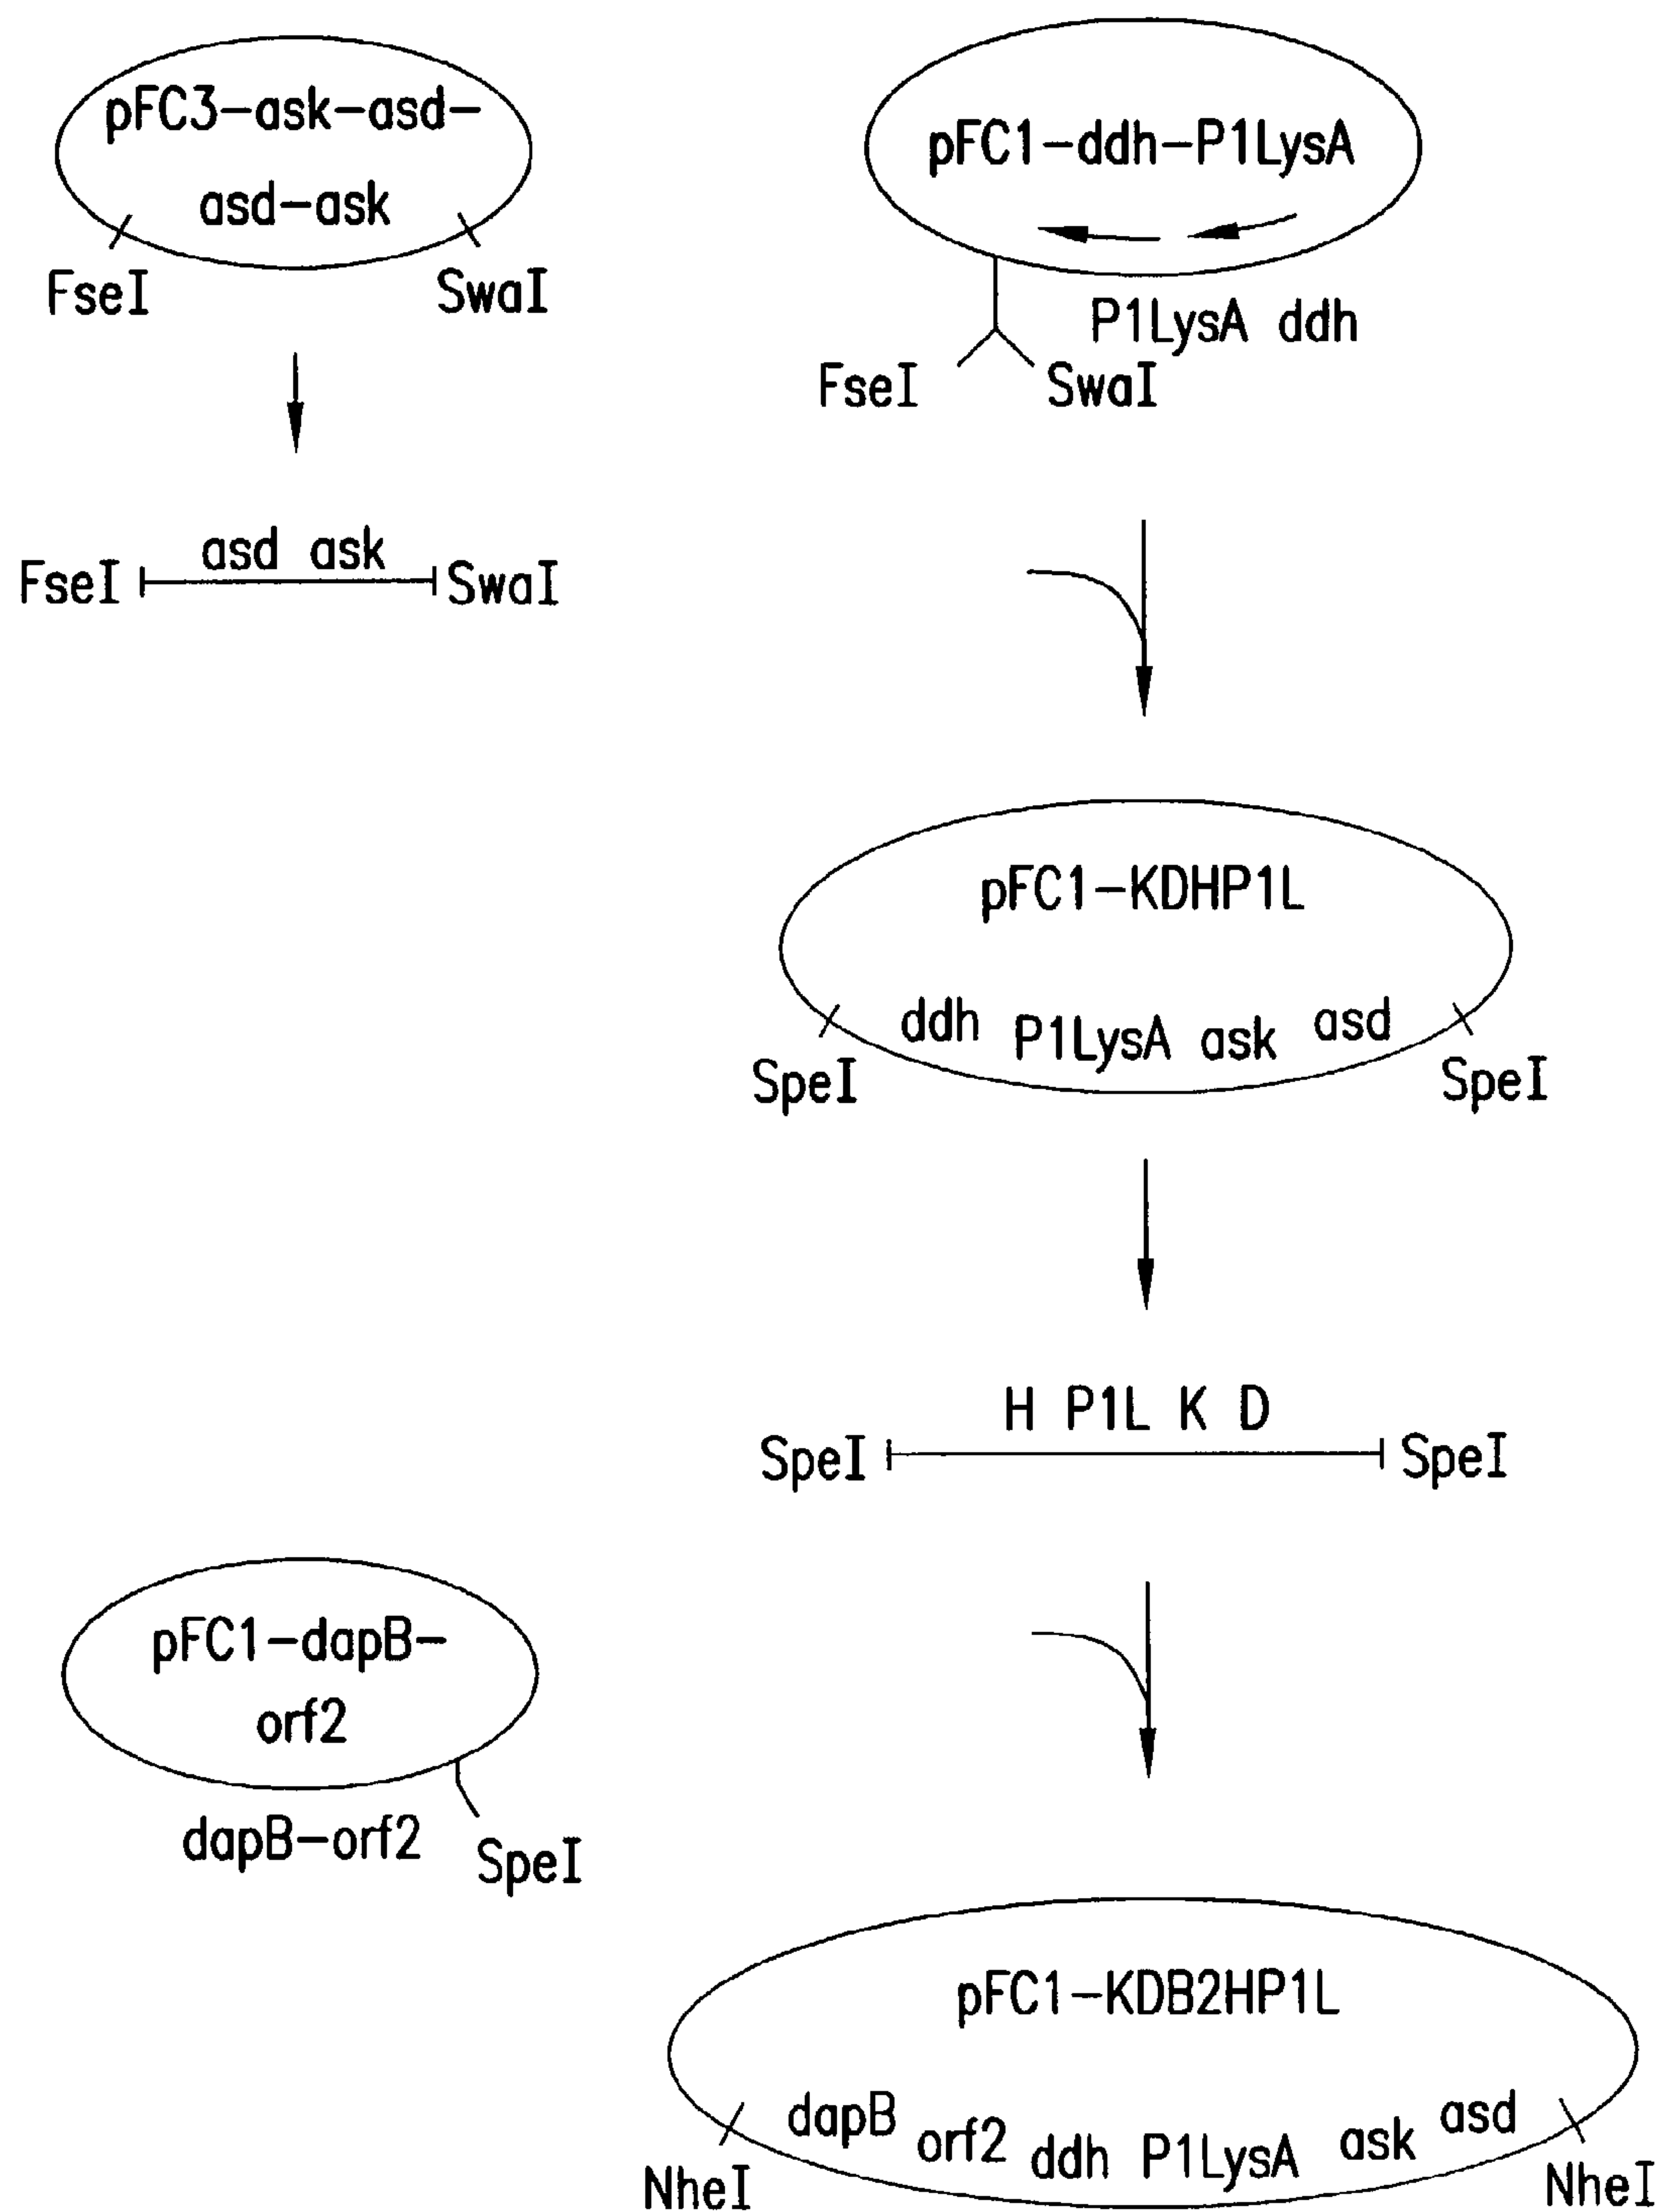 pFC3-ask-asd-
asd-ask
FseI SwaI
pFC1-ddh-P1LysA
P1LysA ddh
FseI SwaI
asd ask
FseI SwaI
pFC1-KDHP1L
ddh P1LysA ask asd
SpeI SpeI
H P1L K D
SpeI SpeI
pFC1-dapB-
orf2
dapB-orf2
SpeI
pFC1-KDB2HP1L
dapB orf2 ddh P1LysA ask asd
NheI NheI